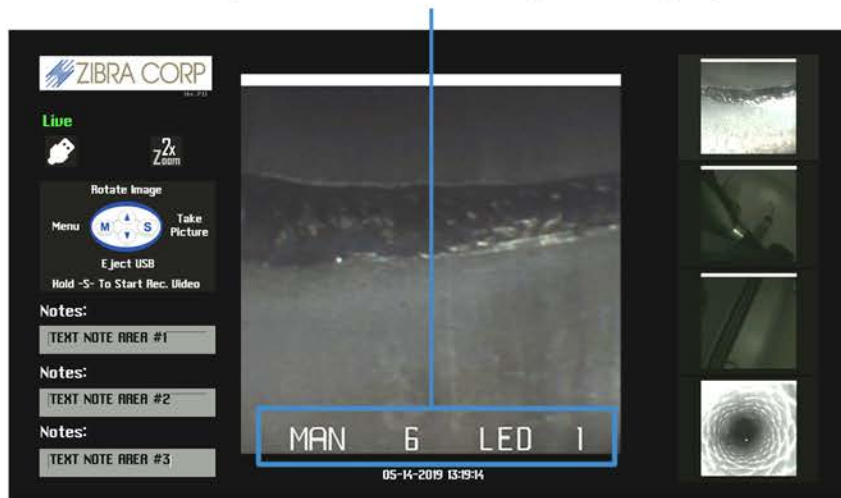 ZIBRA CORP
Live
2x
Zoom
Rotate Image
Menu
M
S
Take
Picture
Eject USB
Hold -S- To Start Rec. Video
Notes:
TEXT NOTE AREA #1
Notes:
TEXT NOTE AREA #2
Notes:
TEXT NOTE AREA #3
MAN 6 LED 1
05-14-2019 13:19:14